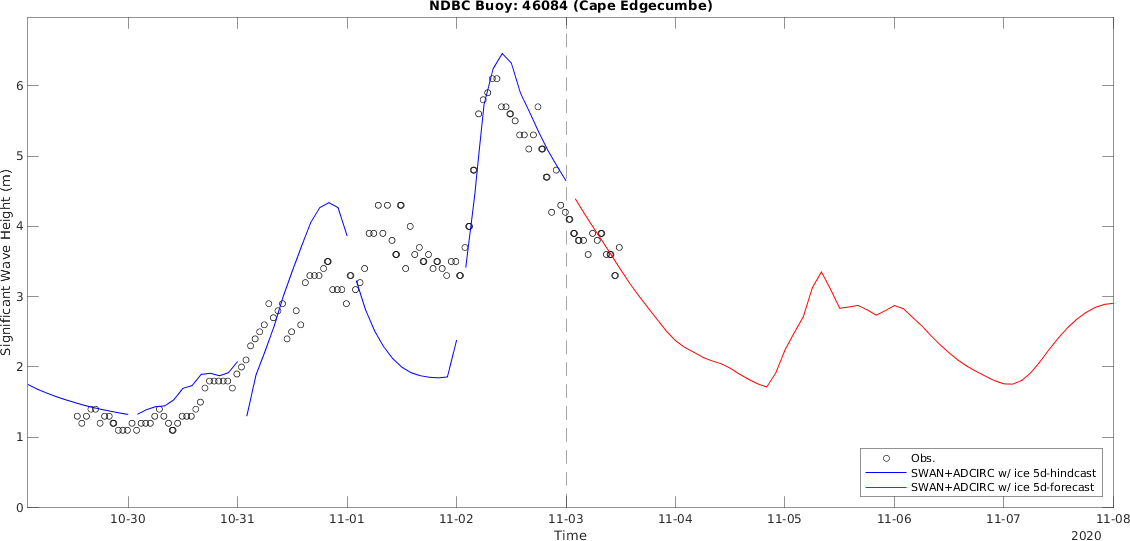 NDBC Buoy: 46084 (Cape Edgecumbe)
Significant Wave Height (m)
6
5
4
3
2
1
0
Obs.
SWAN+ADCIRC w/ ice 5d-hindcast
SWAN+ADCIRC w/ ice 5d-forecast
10-30 10-31 11-01 11-02 11-03 11-04 11-05 11-06 11-07 11-08
Time
2020